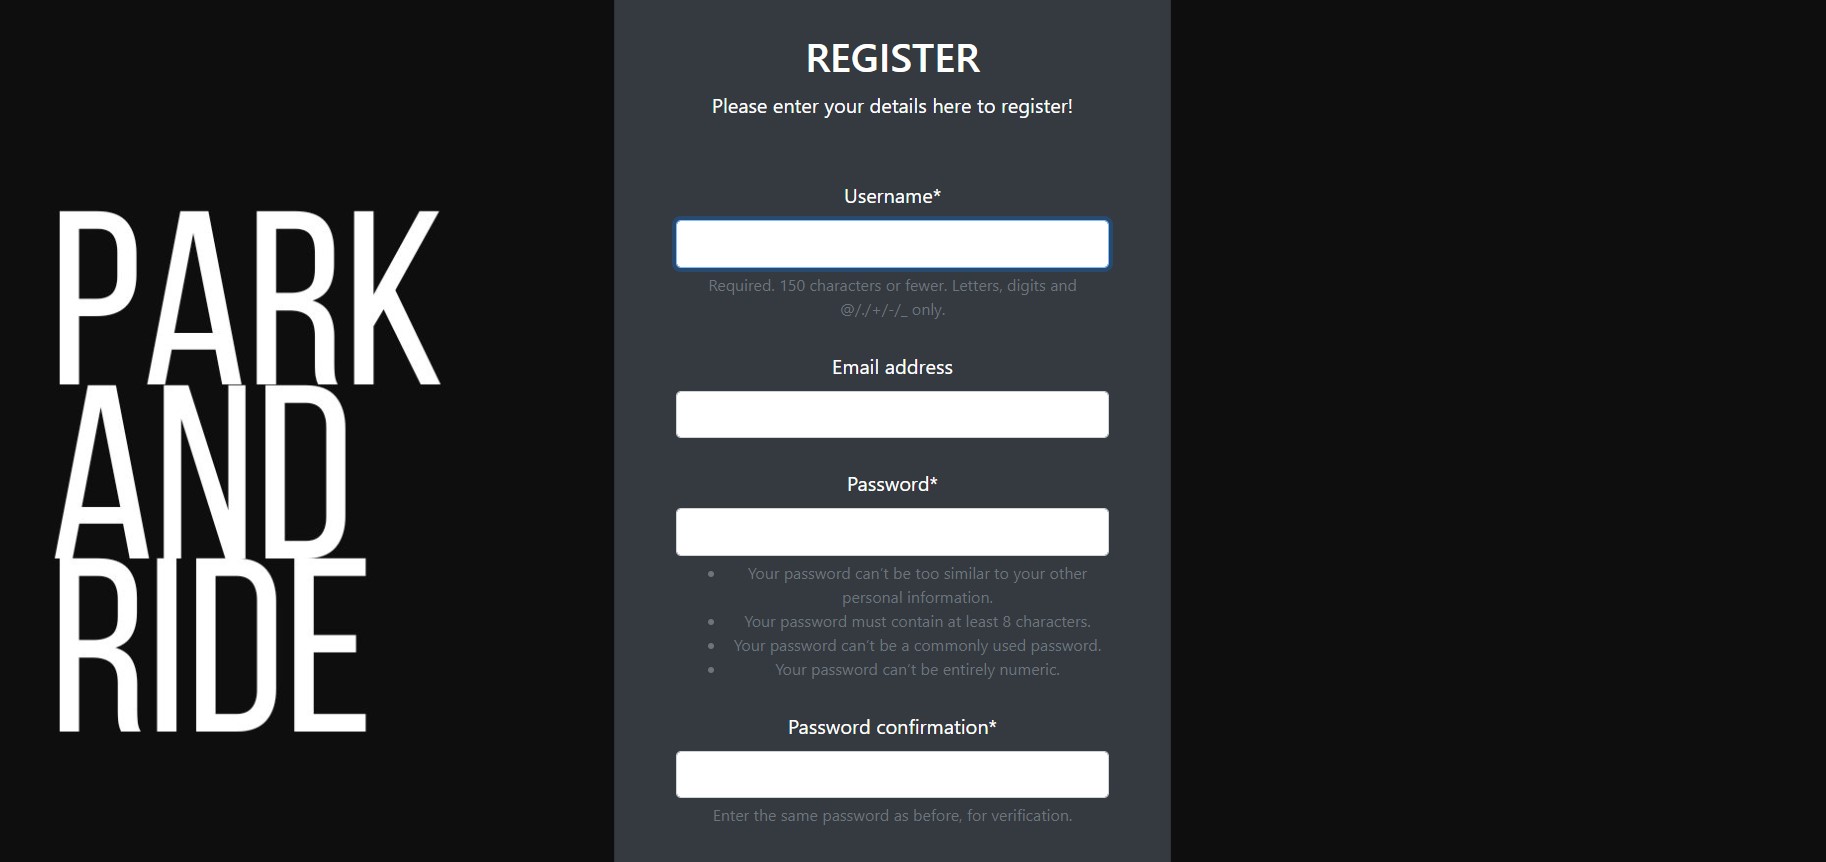 PARK
AND
RIDE
REGISTER
Please enter your details here to register!
Username*
Required. 150 characters or fewer. Letters, digits and
@/./+/-/_ only.
Email address
Password*
• Your password can't be too similar to your other
personal information.
• Your password must contain at least 8 characters.
• Your password can't be a commonly used password.
• Your password can't be entirely numeric.
Password confirmation*
Enter the same password as before, for verification.